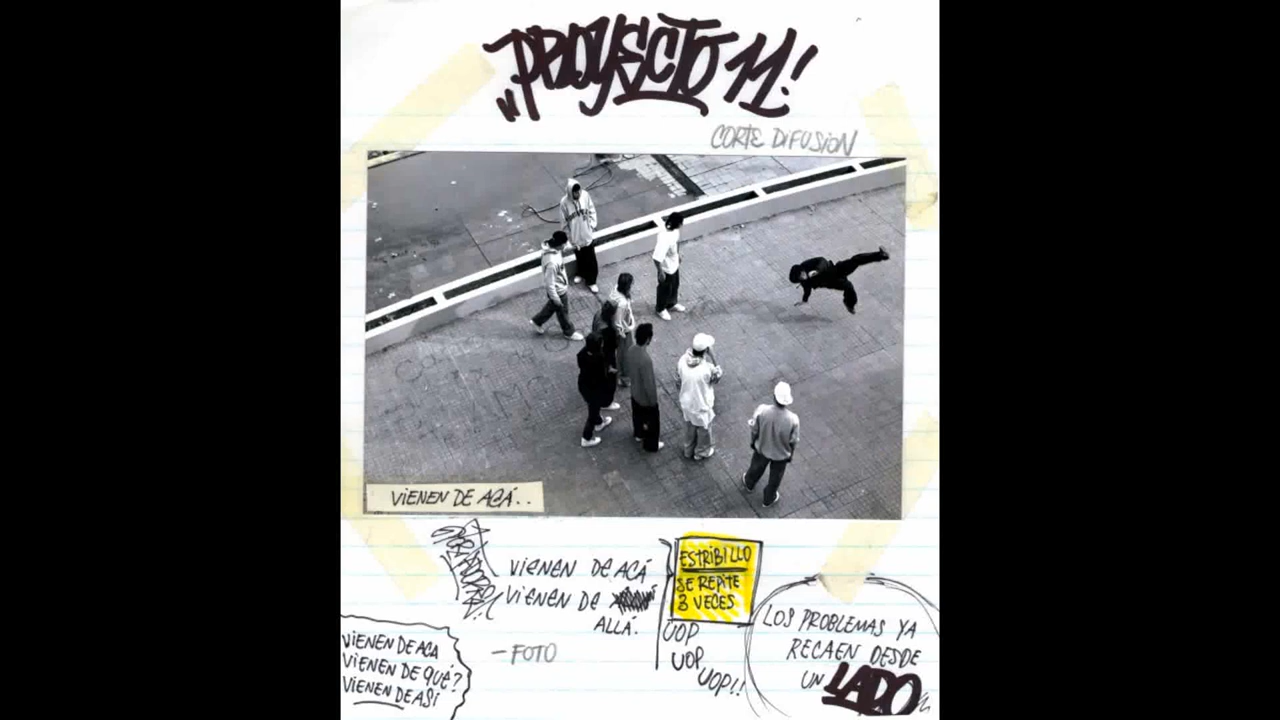 PROYECTO 11!
CORTE DIFUSION
VIENEN DE ACÁ..
VIENEN DE ACÁ
VIENEN DE
ALLÁ.
- FOTO
ESTRIBILLO
SE REPITE
3 VECES
UOP
UOP
UOP!!
LOS PROBLEMAS YA
RECAEN DESDE
UN LADO
VIENEN DE ACA
VIENEN DE QUÉ?
VIENEN DE ASÍ